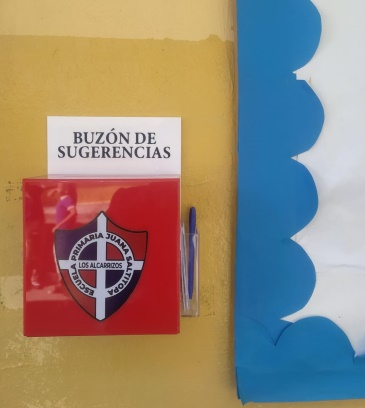 BUZÓN DE
SUGERENCIAS
ESCUELA PRIMARIA JUANA SALTITOPA
LOS ALCARRIZOS